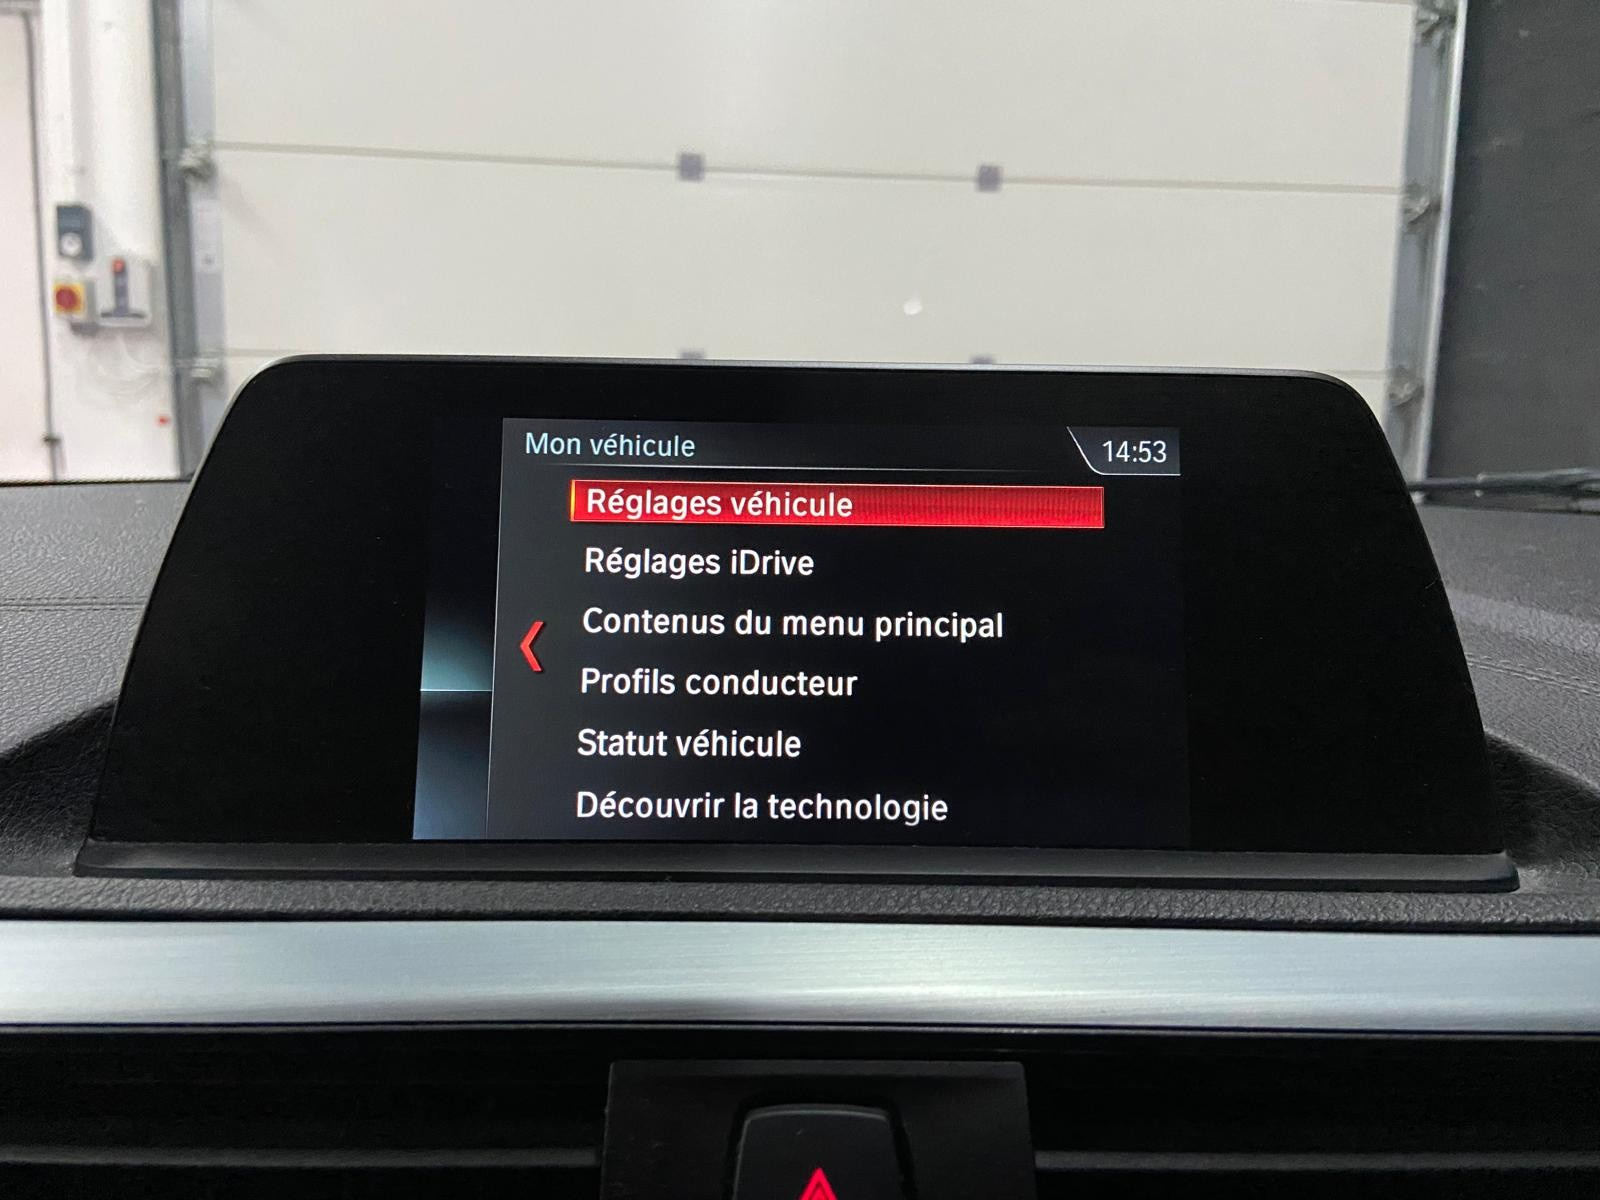 Mon véhicule
14:53
Réglages véhicule
Réglages iDrive
Contenus du menu principal
Profils conducteur
Statut véhicule
Découvrir la technologie